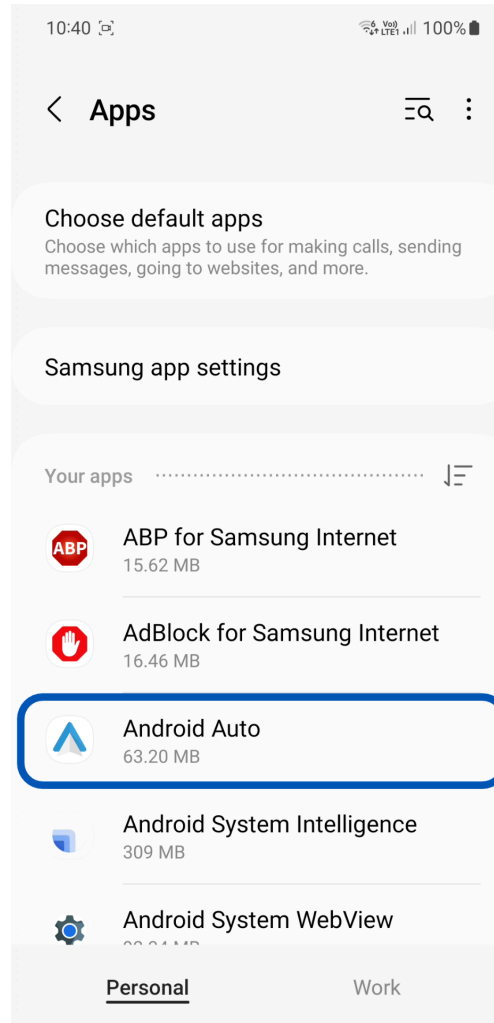 10:40
6 Vo)) LTE1 100%
Apps
Choose default apps
Choose which apps to use for making calls, sending
messages, going to websites, and more.
Samsung app settings
Your apps
ABP
ABP for Samsung Internet
15.62 MB
AdBlock for Samsung Internet
16.46 MB
Android Auto
63.20 MB
Android System Intelligence
309 MB
Android System WebView
Personal Work